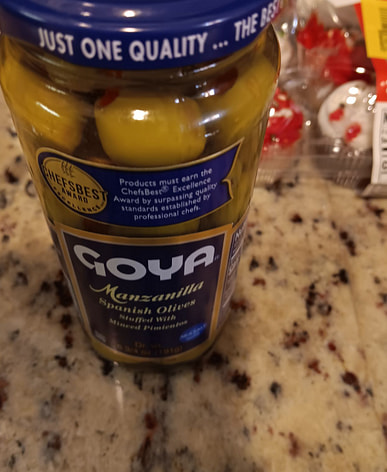 JUST ONE QUALITY ... THE BES
CHEFSBEST
AWARD
Products must earn the
ChefsBest® Excellence
Award by surpassing quality
standards established by
professional chefs.
GOYA
Manzanilla
Spanish Olives
Stuffed With
Minced Pimientos